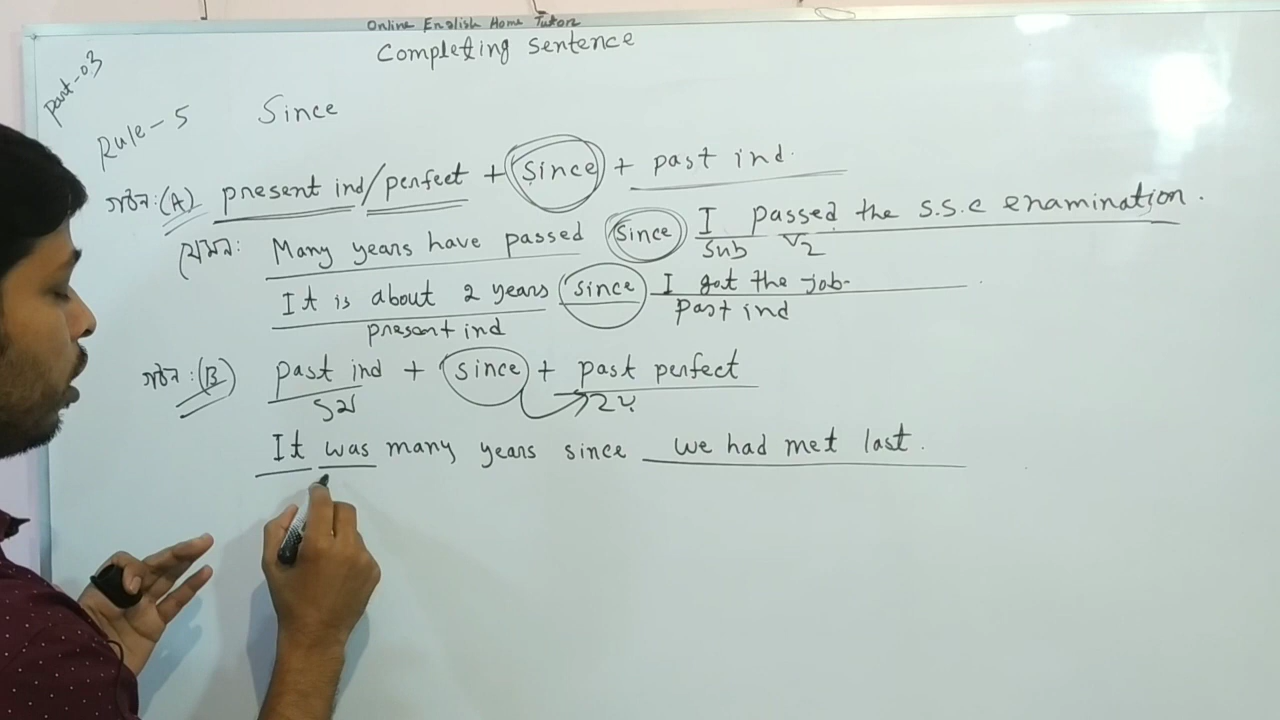 Online English Home Tutor
Completing sentence
Part-03
Rule-5 Since
গঠন:(A) present ind/perfect + since + past ind.
যেমন: Many years have passed since I passed the s.s.c examination.
Sub V2
It is about 2 years since I got the job.
present ind past ind
গঠন:(B) past ind + since + past perfect
১ম ২য়
It was many years since we had met last.